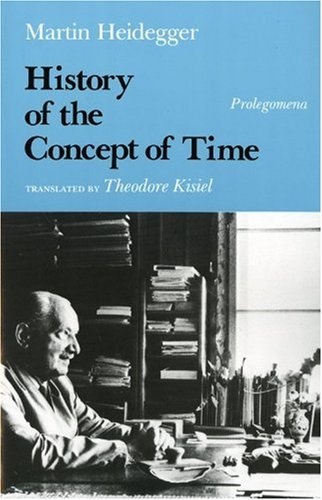 Martin Heidegger
History
of the
Concept of Time
Prolegomena
TRANSLATED BY Theodore Kisiel